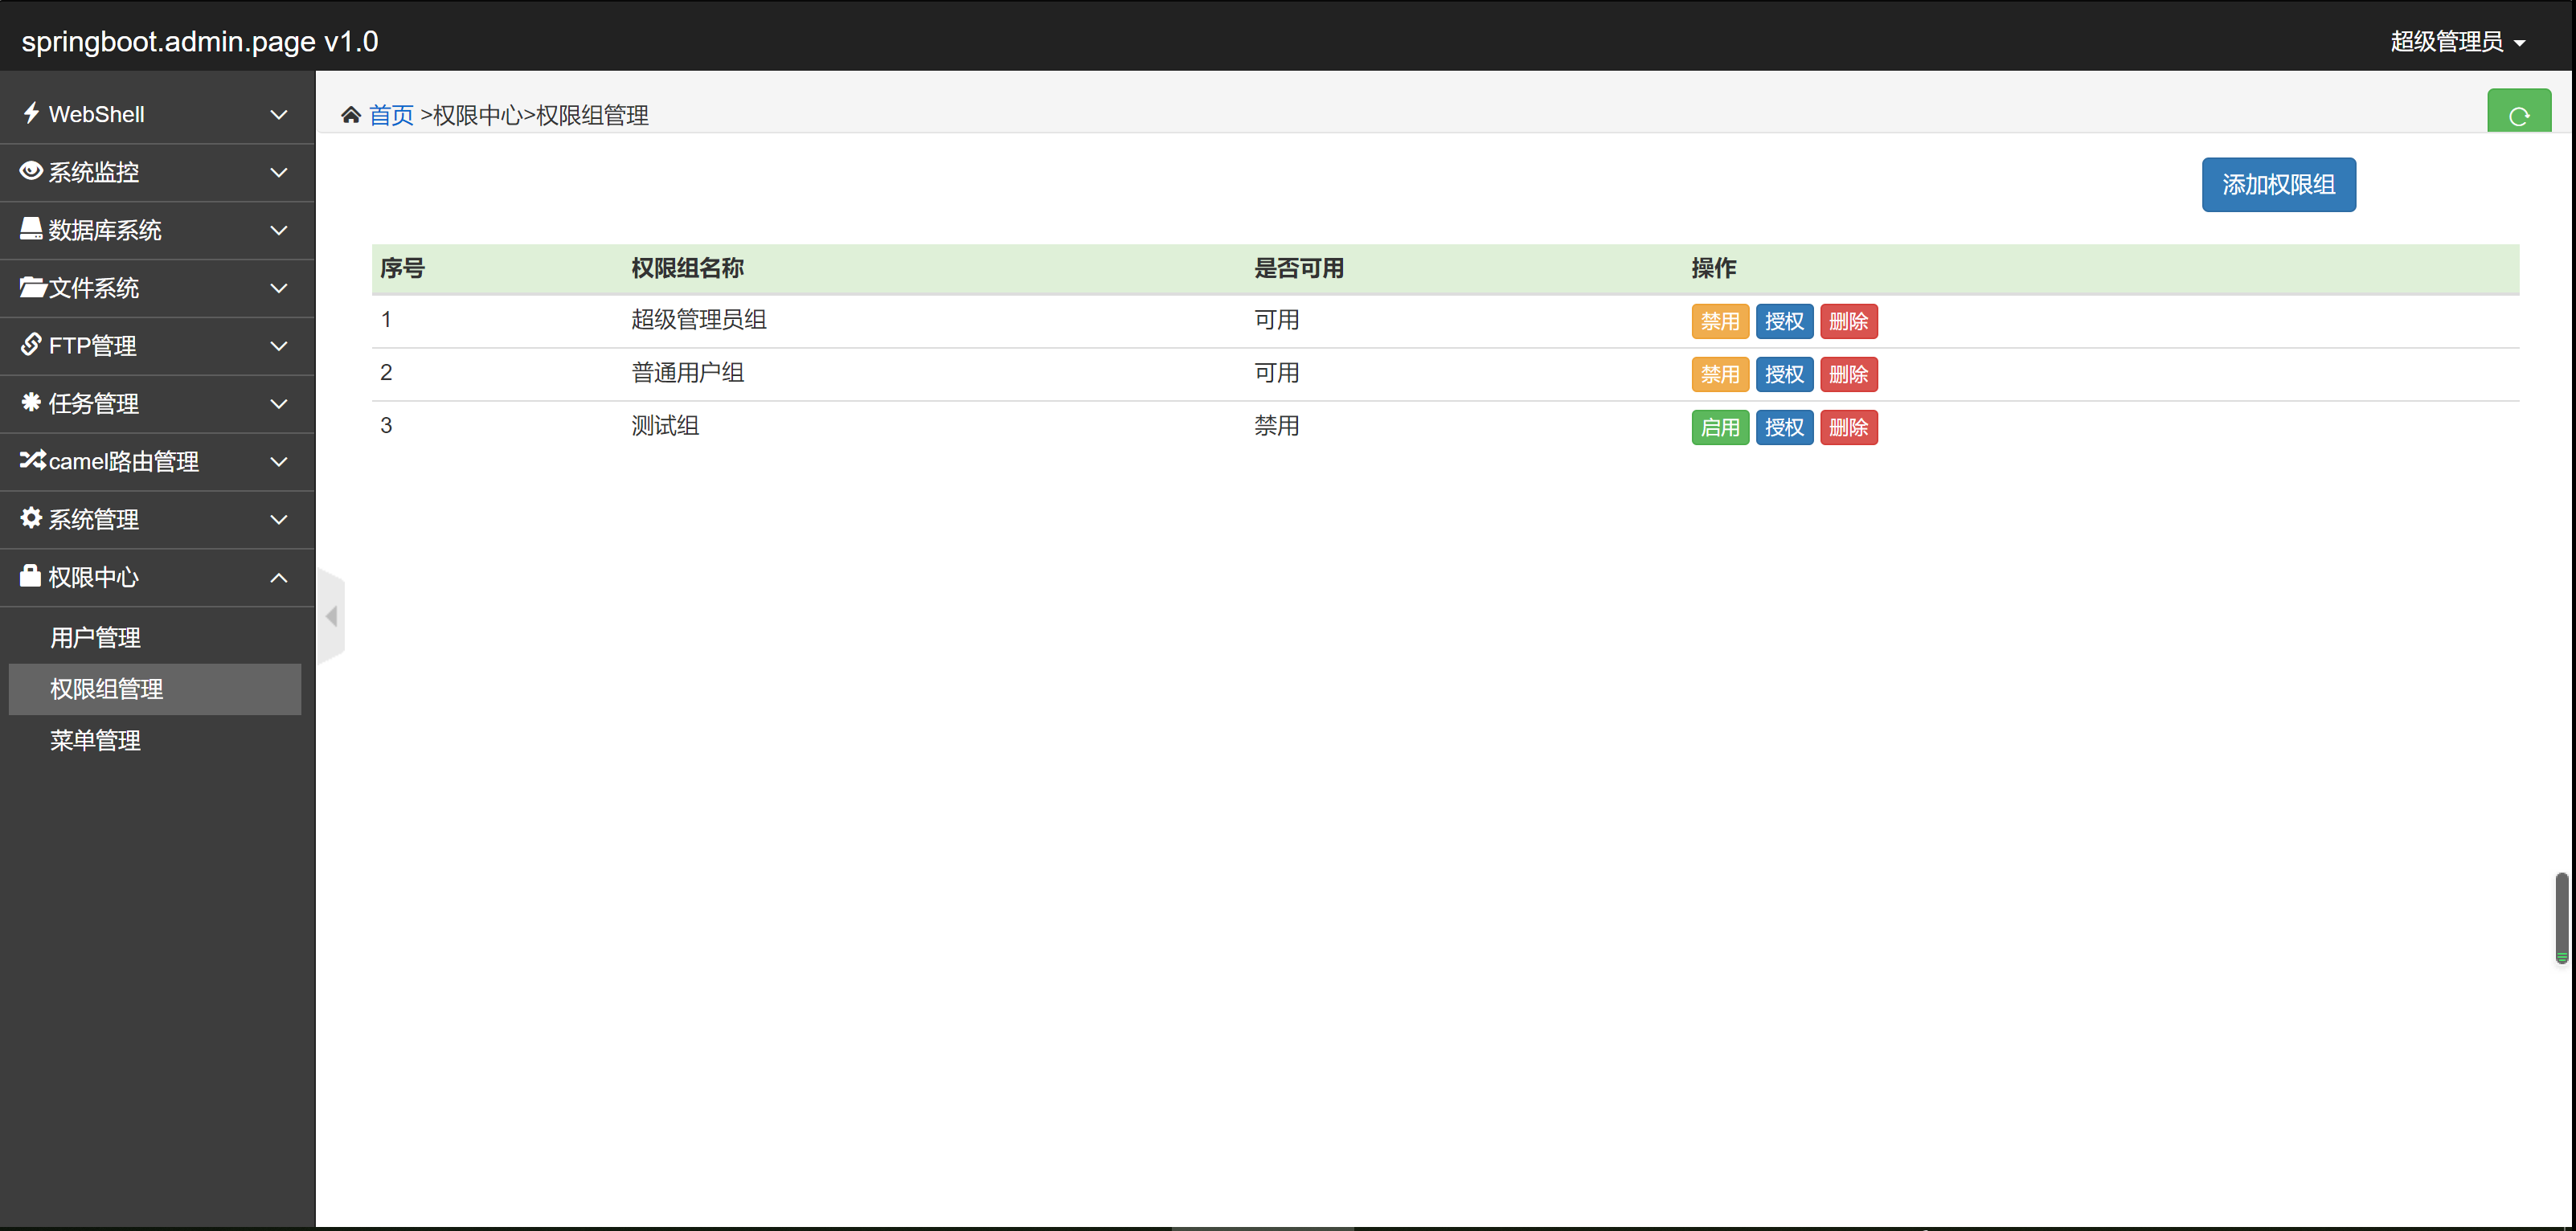 springboot.admin.page v1.0
超级管理员
WebShell
系统监控
数据库系统
文件系统
FTP管理
任务管理
camel路由管理
系统管理
权限中心
用户管理
权限组管理
菜单管理
首页 >权限中心>权限组管理
添加权限组
序号 权限组名称 是否可用 操作
1 超级管理员组 可用 禁用 授权 删除
2 普通用户组 可用 禁用 授权 删除
3 测试组 禁用 启用 授权 删除